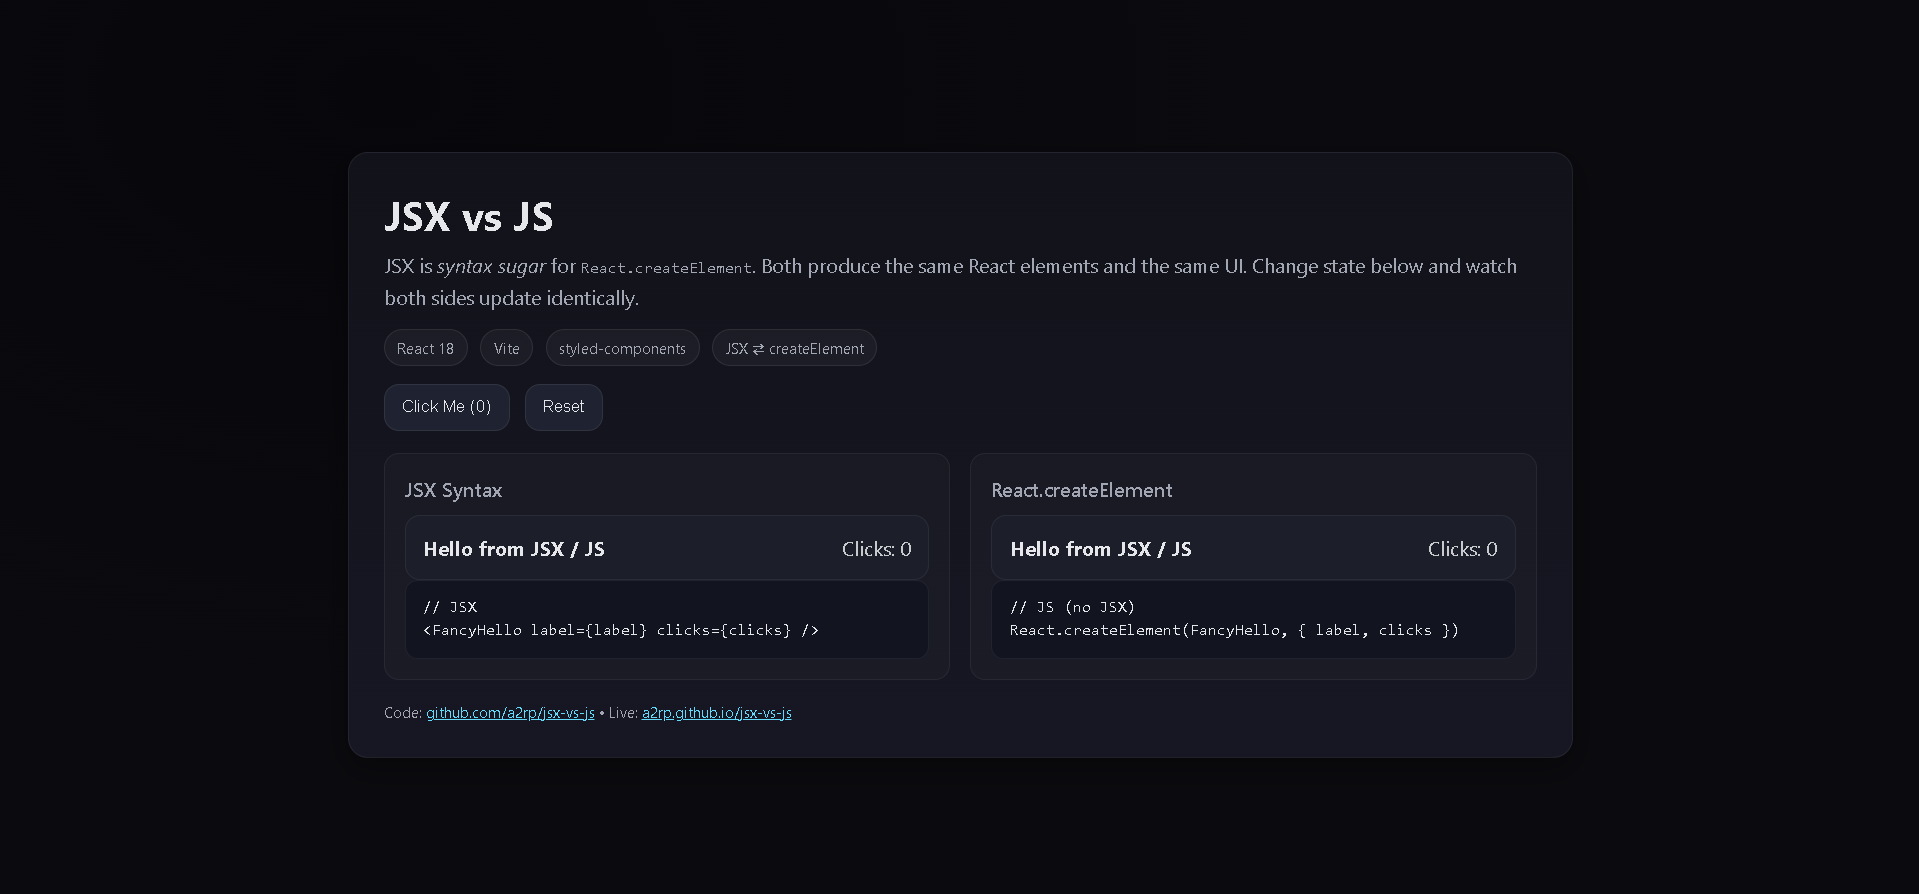 JSX vs JS
JSX is syntax sugar for React.createElement. Both produce the same React elements and the same UI. Change state below and watch
both sides update identically.
React 18
Vite
styled-components
JSX ⇄ createElement
Click Me (0)
Reset
JSX Syntax
Hello from JSX / JS
Clicks: 0
// JSX
<FancyHello label={label} clicks={clicks} />
React.createElement
Hello from JSX / JS
Clicks: 0
// JS (no JSX)
React.createElement(FancyHello, { label, clicks })
Code: github.com/a2rp/jsx-vs-js • Live: a2rp.github.io/jsx-vs-js